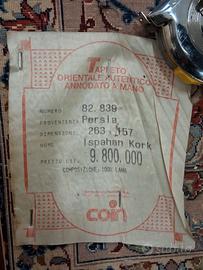 TAPPETO
ORIENTALE AUTENTICO
ANNODATO A MANO
NUMERO 82.839
PROVENIENZA Persia
DIMENSIONI 263 157
NOME Ispahan Kork
PREZZO LIT. 9.800.000
COMPOSIZIONE 100% LANA
coin